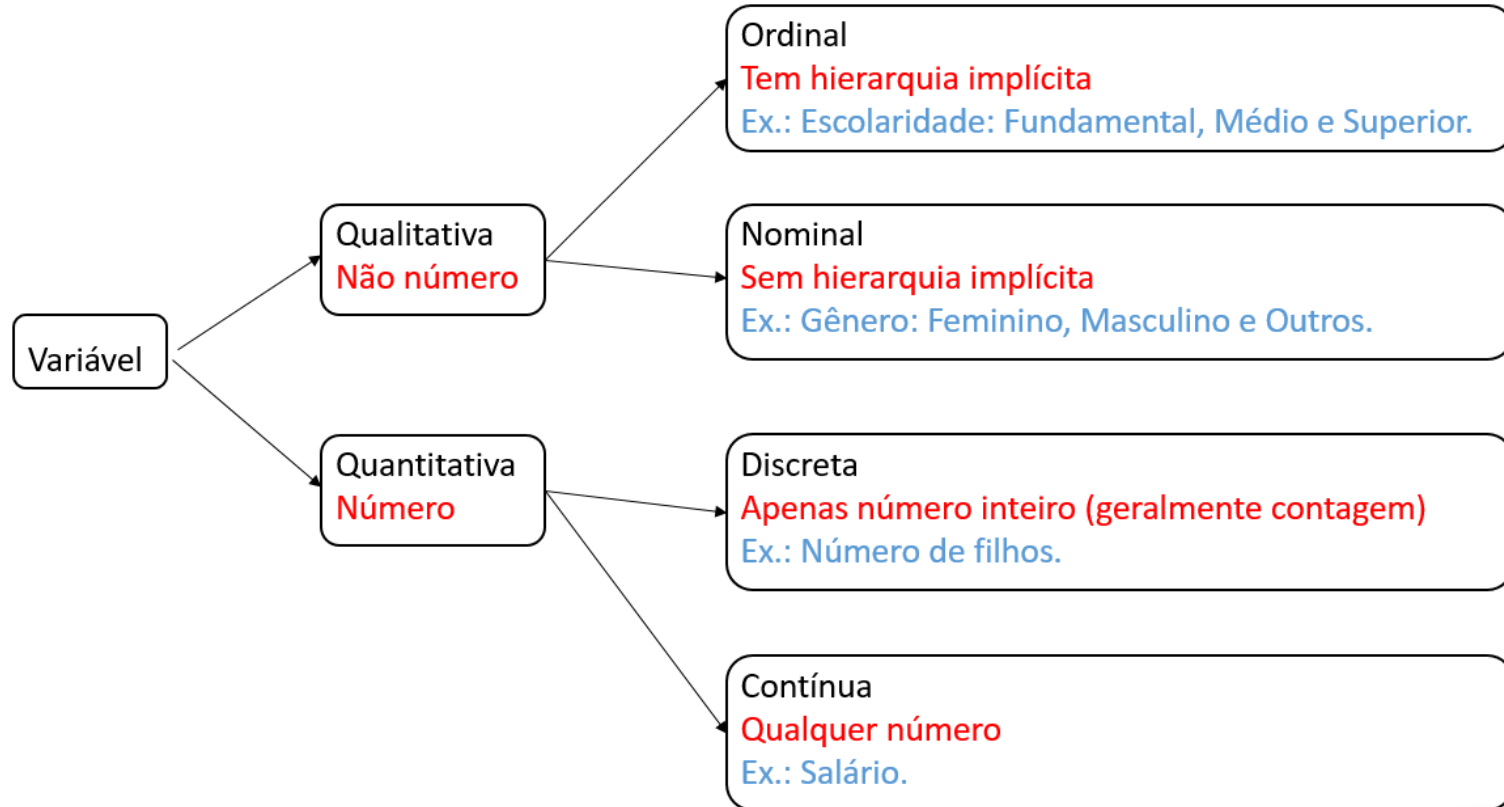 Variável
Qualitativa
Não número
Quantitativa
Número
Ordinal
Tem hierarquia implícita
Ex.: Escolaridade: Fundamental, Médio e Superior.
Nominal
Sem hierarquia implícita
Ex.: Gênero: Feminino, Masculino e Outros.
Discreta
Apenas número inteiro (geralmente contagem)
Ex.: Número de filhos.
Contínua
Qualquer número
Ex.: Salário.